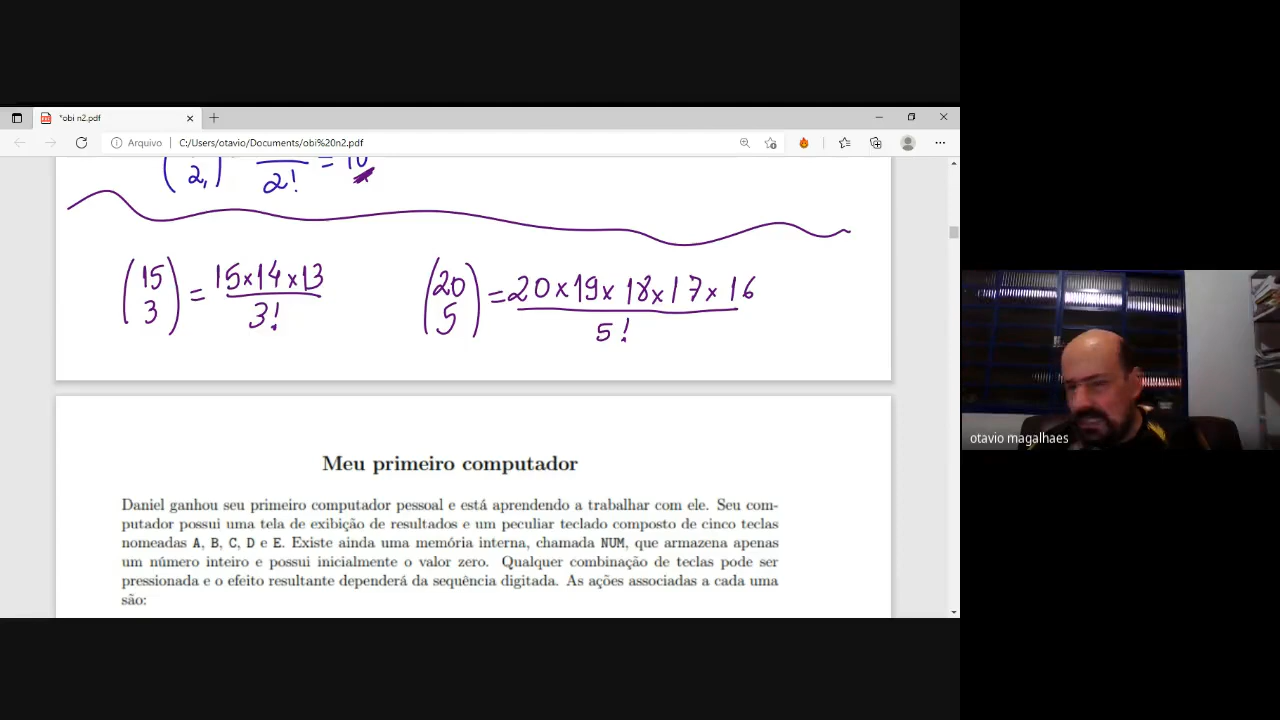 *obi n2.pdf
Arquivo C:/Users/otavio/Documents/obi%20n2.pdf
2,
2!
= 10
(15 3) = 15×14×13 / 3!
(20 5) = 20×19×18×17×16 / 5!
Meu primeiro computador
Daniel ganhou seu primeiro computador pessoal e está aprendendo a trabalhar com ele. Seu com-
putador possui uma tela de exibição de resultados e um peculiar teclado composto de cinco teclas
nomeadas A, B, C, D e E. Existe ainda uma memória interna, chamada NUM, que armazena apenas
um número inteiro e possui inicialmente o valor zero. Qualquer combinação de teclas pode ser
pressionada e o efeito resultante dependerá da sequência digitada. As ações associadas a cada uma
são:
otavio magalhaes